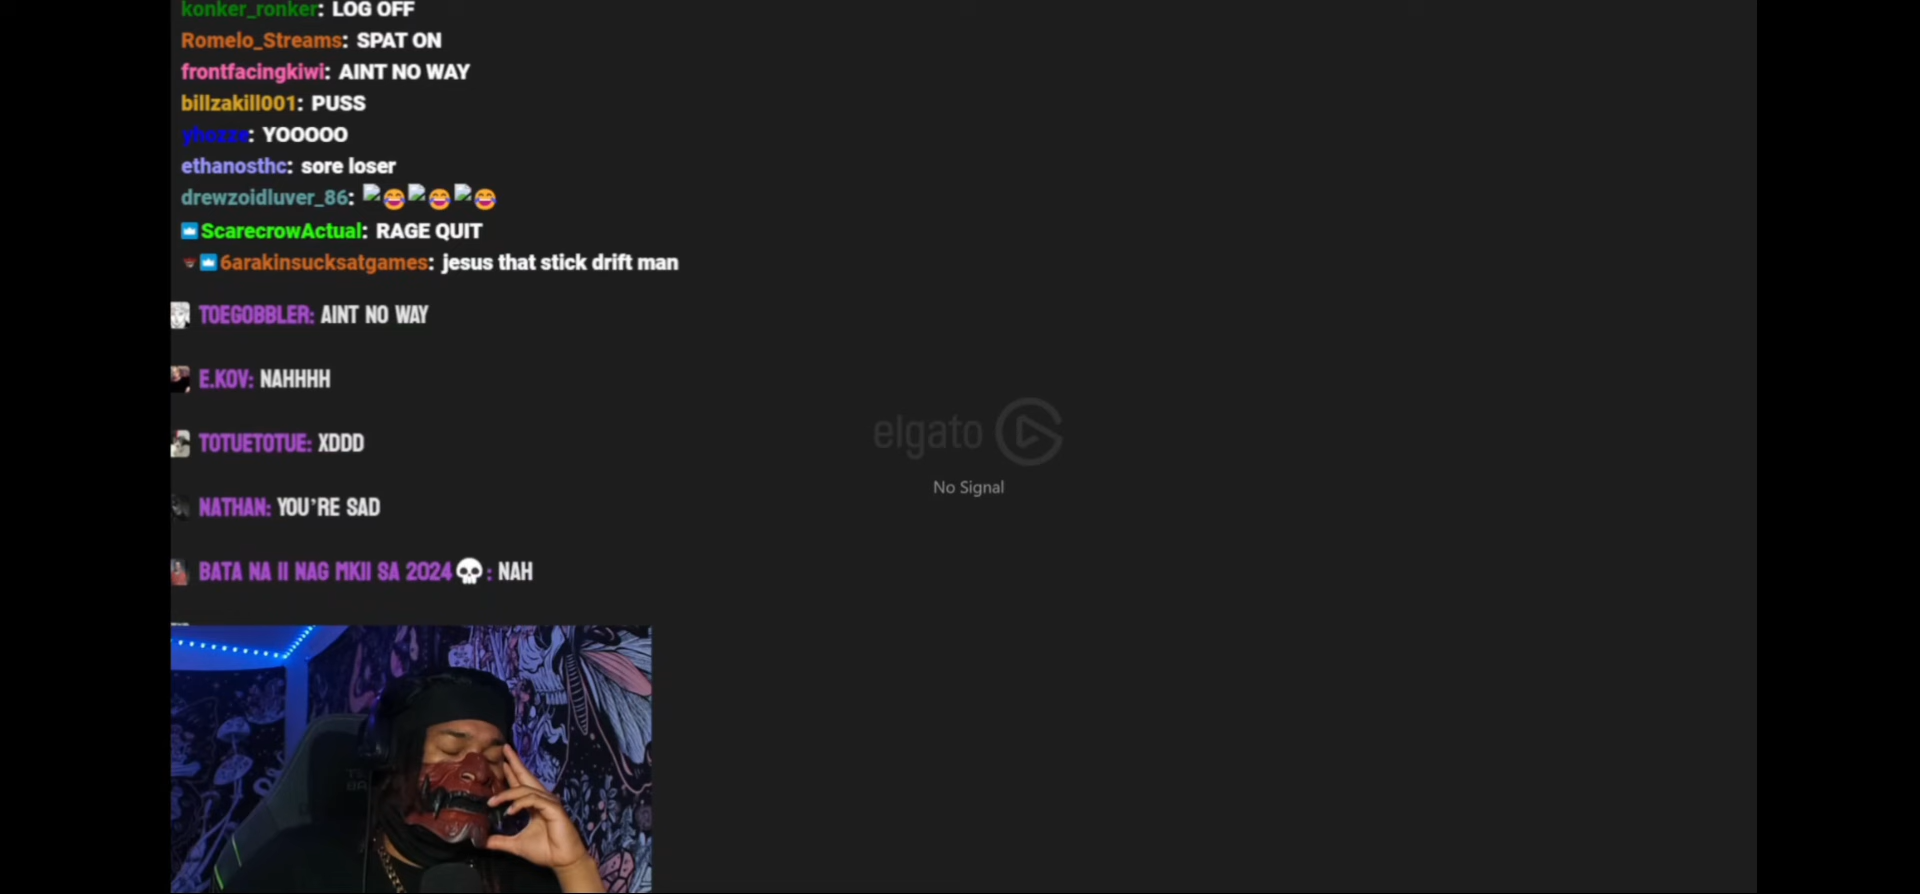 konker_ronker: LOG OFF
Romelo_Streams: SPAT ON
frontfacingkiwi: AINT NO WAY
billzakill001: PUSS
yhozze: YOOOOO
ethanosthc: sore loser
drewzoidluver_86: 😂😂😂
ScarecrowActual: RAGE QUIT
6arakinsucksatgames: jesus that stick drift man
TOEGOBBLER: AINT NO WAY
E.KOV: NAHHHH
TOTUETOTUE: XDDD
elgato
No Signal
NATHAN: YOU'RE SAD
BATA NA II NAG MKII SA 2024💀: NAH